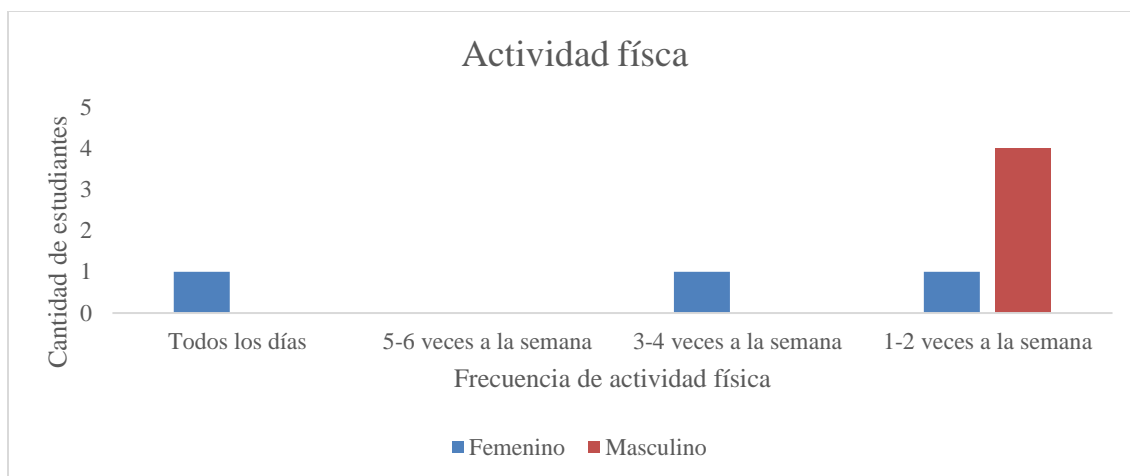 Actividad físca
Cantidad de estudiantes
5
4
3
2
1
0
Todos los días
5-6 veces a la semana
3-4 veces a la semana
1-2 veces a la semana
Frecuencia de actividad física
Femenino
Masculino